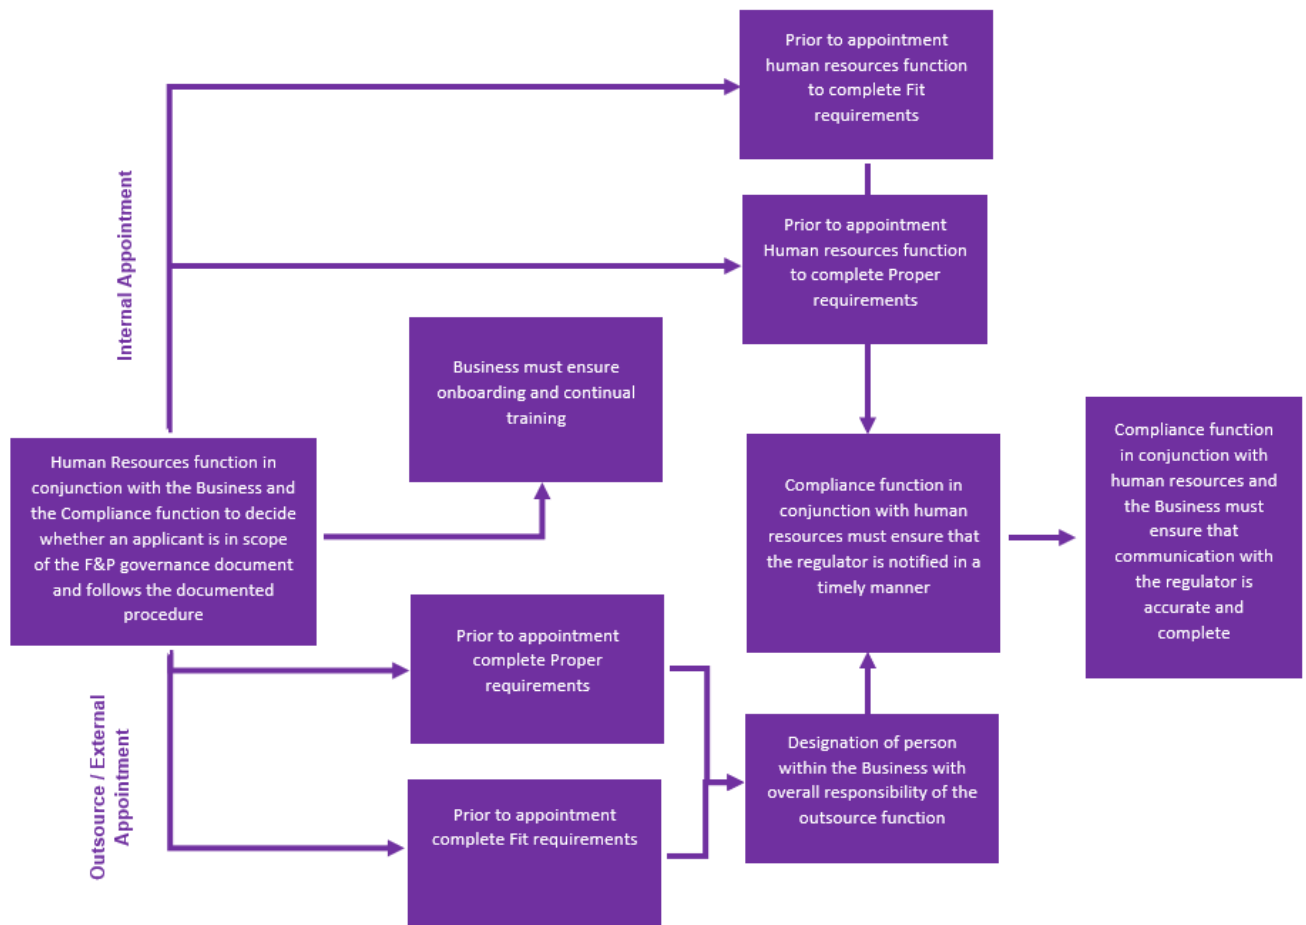 Prior to appointment
human resources function
to complete Fit
requirements
Internal Appointment
Prior to appointment
Human resources function
to complete Proper
requirements
Business must ensure
onboarding and continual
training
Human Resources function in
conjunction with the Business and
the Compliance function to decide
whether an applicant is in scope
of the F&P governance document
and follows the documented
procedure
Compliance function in
conjunction with human
resources must ensure that
the regulator is notified in a
timely manner
Compliance function
in conjunction with
human resources and
the Business must
ensure that
communication with
the regulator is
accurate and
complete
Outsource / External
Appointment
Prior to appointment
complete Proper
requirements
Prior to appointment
complete Fit requirements
Designation of person
within the Business with
overall responsibility of the
outsource function